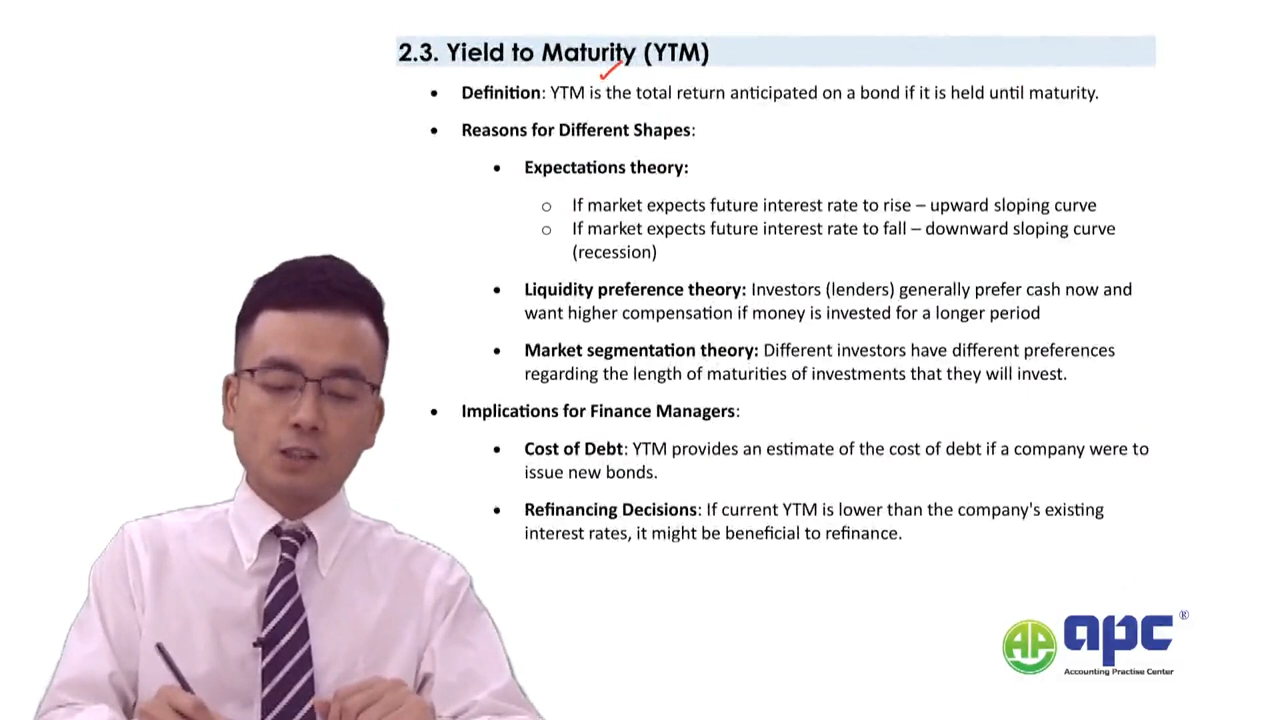 2.3. Yield to Maturity (YTM)
• Definition: YTM is the total return anticipated on a bond if it is held until maturity.
• Reasons for Different Shapes:
• Expectations theory:
○ If market expects future interest rate to rise – upward sloping curve
○ If market expects future interest rate to fall – downward sloping curve
(recession)
• Liquidity preference theory: Investors (lenders) generally prefer cash now and
want higher compensation if money is invested for a longer period
• Market segmentation theory: Different investors have different preferences
regarding the length of maturities of investments that they will invest.
• Implications for Finance Managers:
• Cost of Debt: YTM provides an estimate of the cost of debt if a company were to
issue new bonds.
• Refinancing Decisions: If current YTM is lower than the company's existing
interest rates, it might be beneficial to refinance.
AP apc ®
Accounting Practise Center